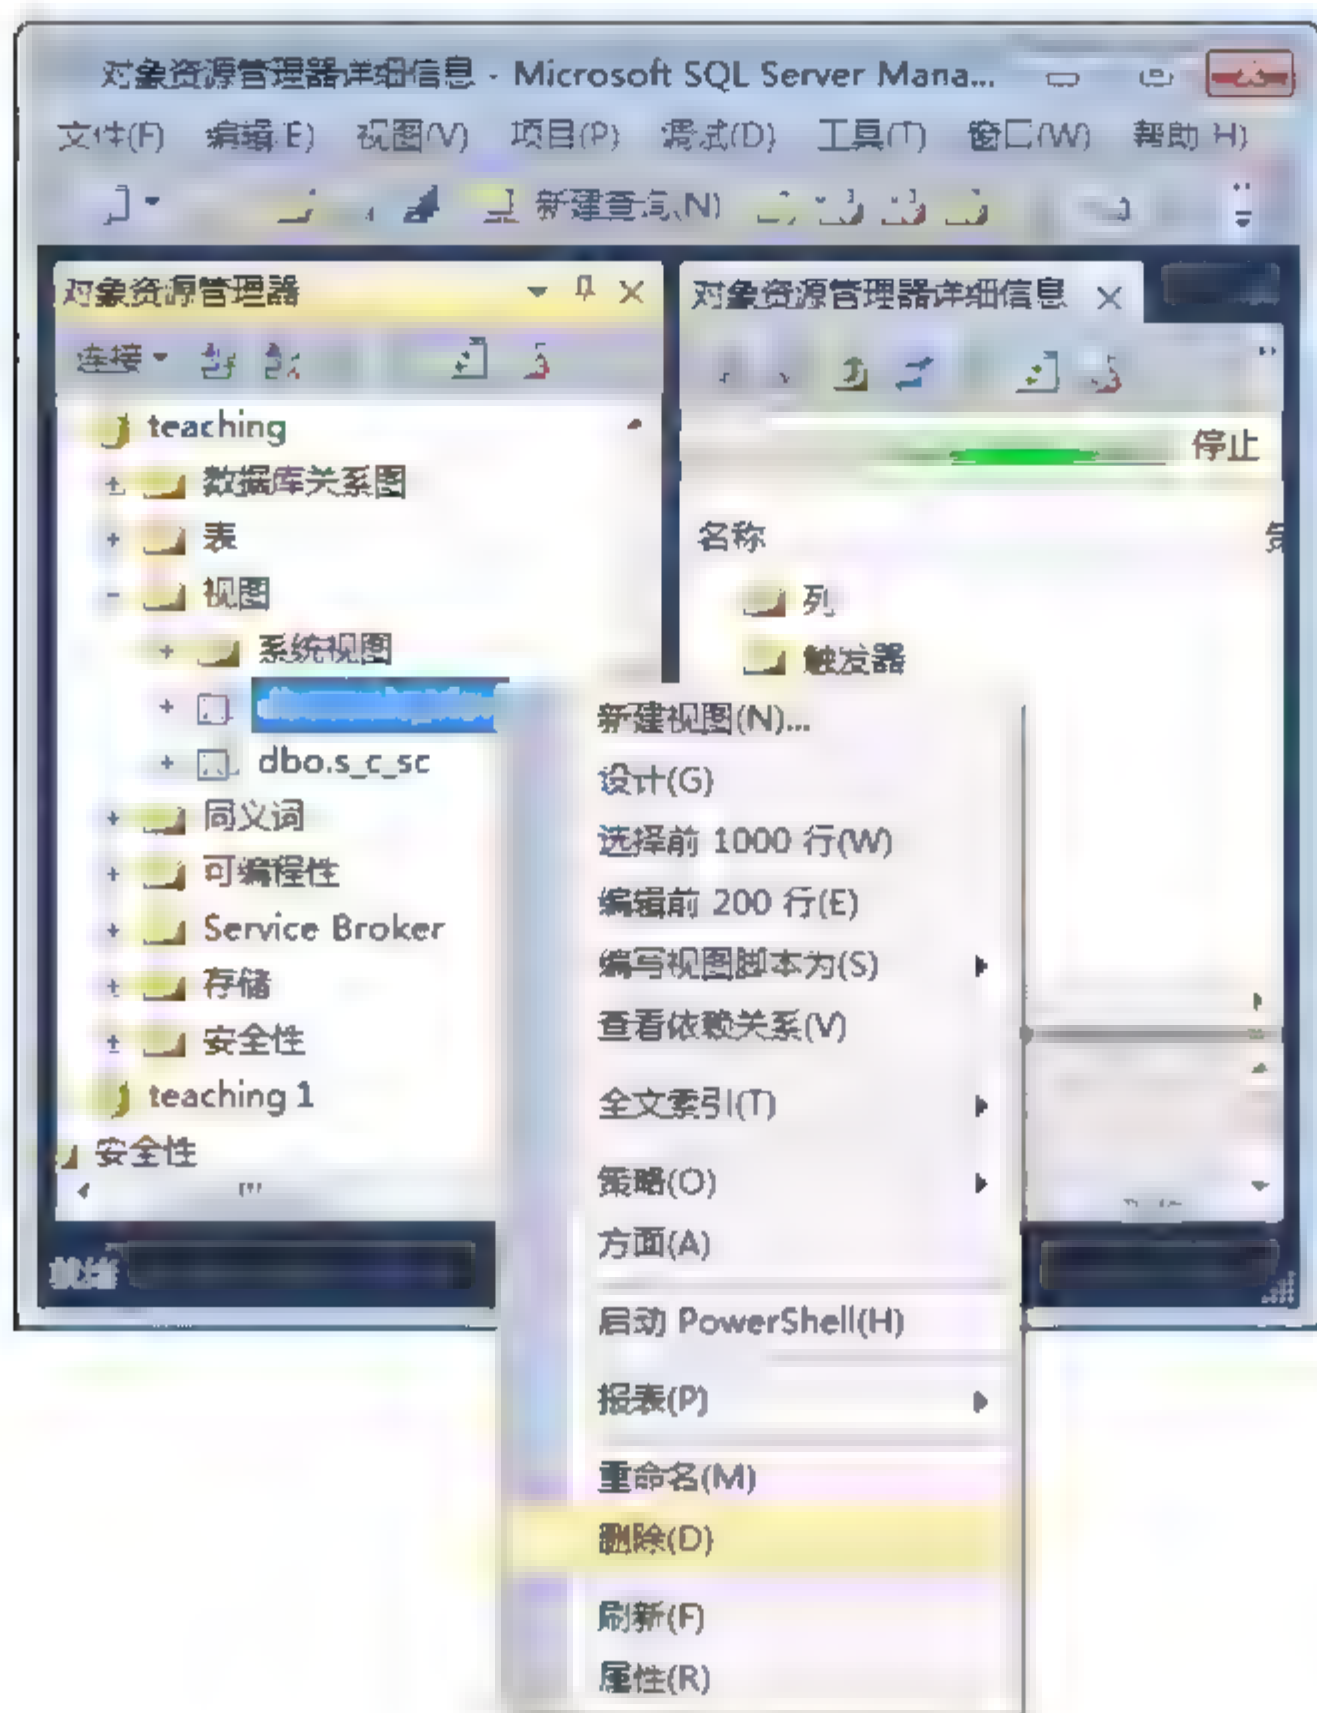 对象资源管理器详细信息 - Microsoft SQL Server Mana...
文件(F) 编辑(E) 视图(V) 项目(P) 调试(D) 工具(T) 窗口(W) 帮助(H)
新建查询(N)
对象资源管理器
对象资源管理器详细信息
连接
停止
teaching
数据库关系图
表
视图
系统视图
dbo.s_c_sc
同义词
可编程性
Service Broker
存储
安全性
teaching1
安全性
名称
列
触发器
新建视图(N)...
设计(G)
选择前 1000 行(W)
编辑前 200 行(E)
编写视图脚本为(S)
查看依赖关系(V)
全文索引(T)
策略(O)
方面(A)
启动 PowerShell(H)
报表(P)
重命名(M)
删除(D)
刷新(F)
属性(R)
就绪